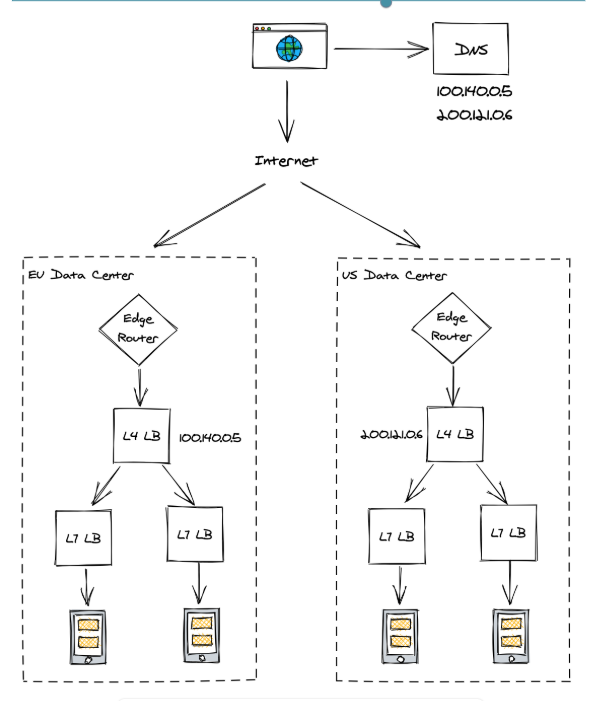 DNS
100.140.0.5
200.121.0.6
Internet
EU Data Center
US Data Center
Edge
Router
Edge
Router
L4 LB
100.140.0.5
200.121.0.6
L4 LB
L7 LB
L7 LB
L7 LB
L7 LB